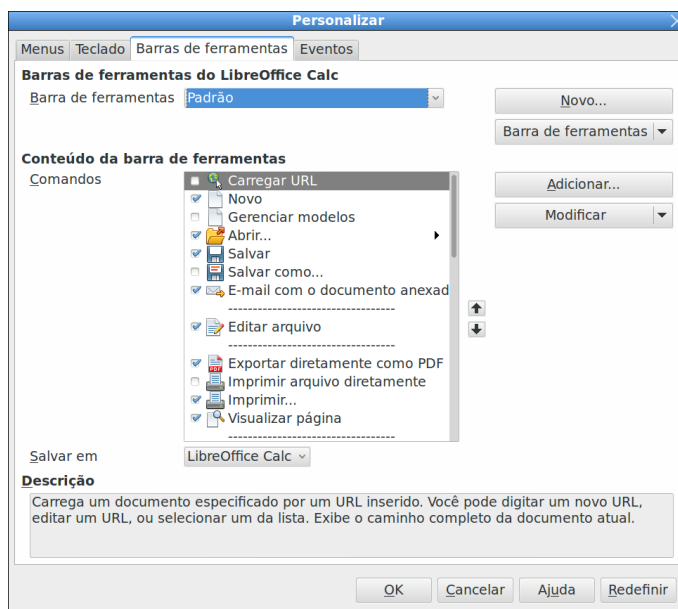 Personalizar
Menus Teclado Barras de ferramentas Eventos
Barras de ferramentas do LibreOffice Calc
Barra de ferramentas Padrão
Novo...
Barra de ferramentas
Conteúdo da barra de ferramentas
Comandos
Carregar URL
Novo
Gerenciar modelos
Abrir...
Salvar
Salvar como...
E-mail com o documento anexad
---------------------------------
Editar arquivo
---------------------------------
Exportar diretamente como PDF
Imprimir arquivo diretamente
Imprimir...
Visualizar página
---------------------------------
Adicionar...
Modificar
Salvar em LibreOffice Calc
Descrição
Carrega um documento especificado por um URL inserido. Você pode digitar um novo URL,
editar um URL, ou selecionar um da lista. Exibe o caminho completo da documento atual.
OK Cancelar Ajuda Redefinir